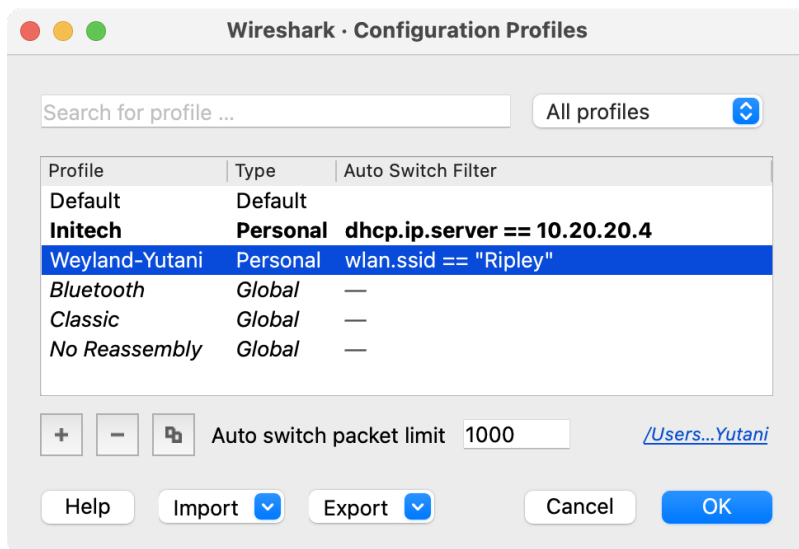 Wireshark · Configuration Profiles
Search for profile ...
All profiles
Profile Type Auto Switch Filter
Default Default
Initech Personal dhcp.ip.server == 10.20.20.4
Weyland-Yutani Personal wlan.ssid == "Ripley"
Bluetooth Global —
Classic Global —
No Reassembly Global —
+ − Auto switch packet limit 1000 /Users...Yutani
Help Import Export Cancel OK